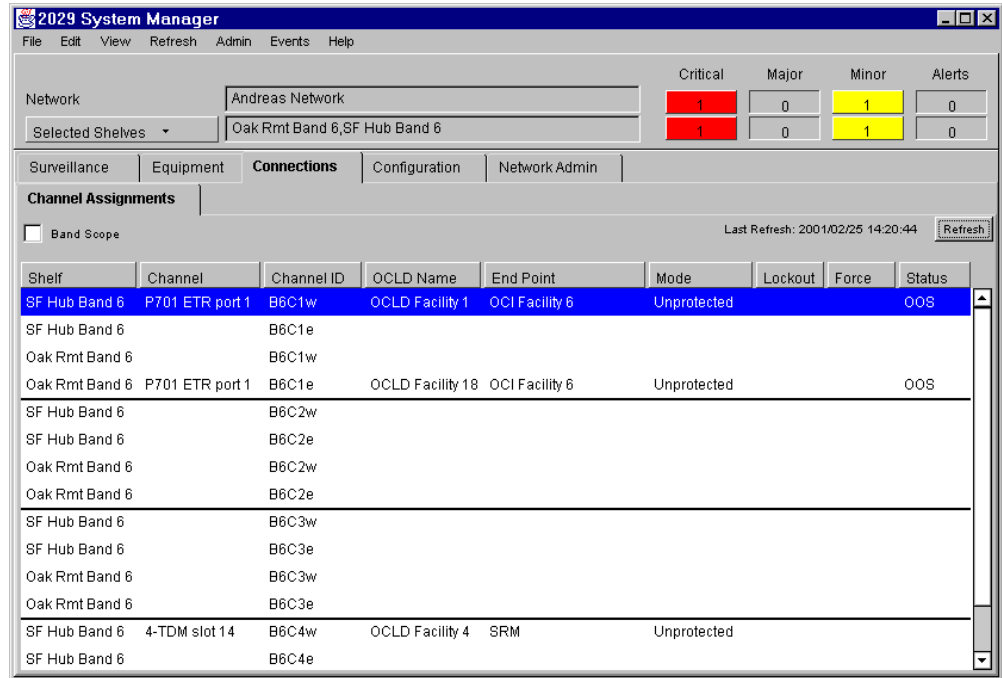 2029 System Manager
File Edit View Refresh Admin Events Help
Critical Major Minor Alerts
Network Andreas Network 1 0 1 0
Selected Shelves Oak Rmt Band 6,SF Hub Band 6 1 0 1 0
Surveillance Equipment Connections Configuration Network Admin
Channel Assignments
Band Scope Last Refresh: 2001/02/25 14:20:44 Refresh
Shelf Channel Channel ID OCLD Name End Point Mode Lockout Force Status
SF Hub Band 6 P701 ETR port 1 B6C1w OCLD Facility 1 OCI Facility 6 Unprotected OOS
SF Hub Band 6 B6C1e
Oak Rmt Band 6 B6C1w
Oak Rmt Band 6 P701 ETR port 1 B6C1e OCLD Facility 18 OCI Facility 6 Unprotected OOS
SF Hub Band 6 B6C2w
SF Hub Band 6 B6C2e
Oak Rmt Band 6 B6C2w
Oak Rmt Band 6 B6C2e
SF Hub Band 6 B6C3w
SF Hub Band 6 B6C3e
Oak Rmt Band 6 B6C3w
Oak Rmt Band 6 B6C3e
SF Hub Band 6 4-TDM slot 14 B6C4w OCLD Facility 4 SRM Unprotected
SF Hub Band 6 B6C4e